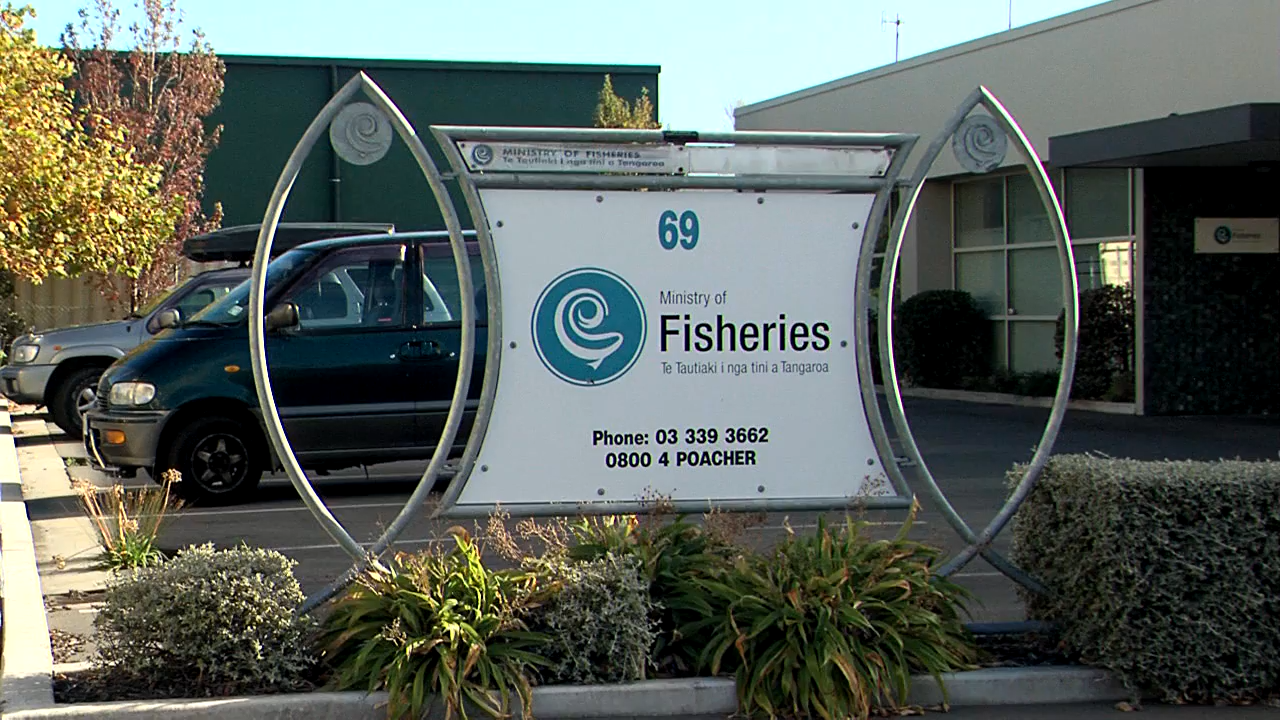 MINISTRY OF FISHERIES
Te Tautiaki i nga tini a Tangaroa
69
Ministry of
Fisheries
Te Tautiaki i nga tini a Tangaroa
Phone: 03 339 3662
0800 4 POACHER
Fisheries